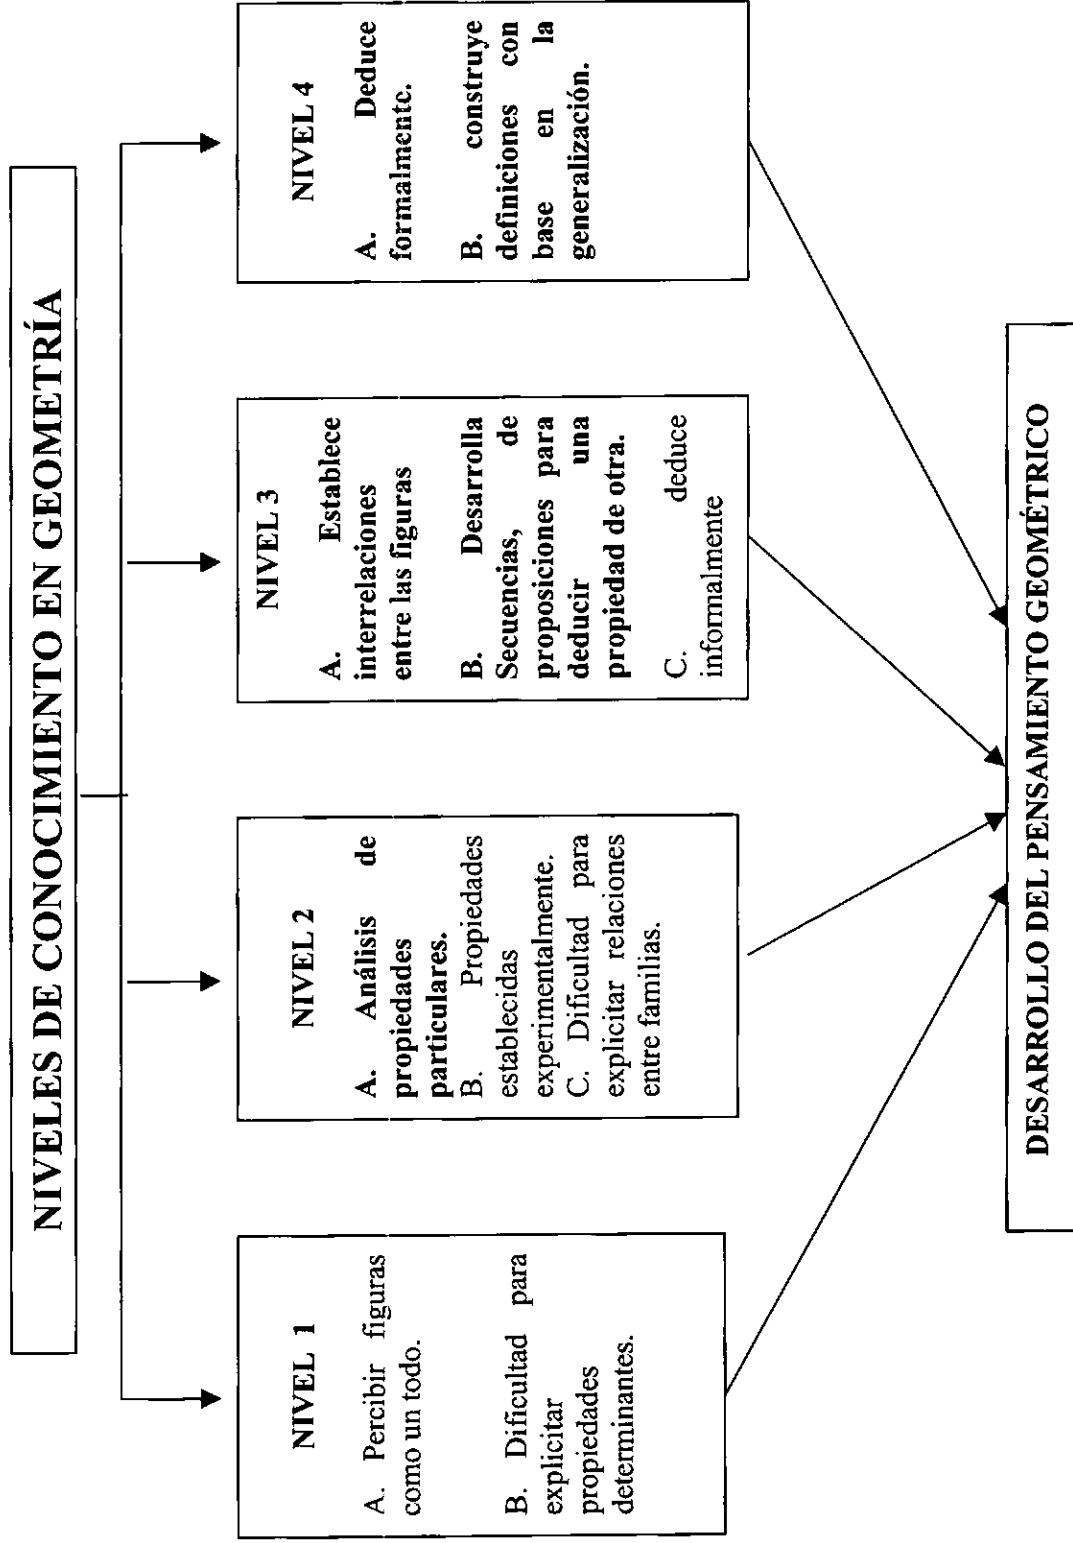 NIVELES DE CONOCIMIENTO EN GEOMETRÍA
NIVEL 1
A. Percibir figuras
como un todo.
B. Dificultad para
explicitar
propiedades
determinantes.
NIVEL 2
A. Análisis de
propiedades
particulares.
B. Propiedades
establecidas
experimentalmente.
C. Dificultad para
explicitar relaciones
entre familias.
NIVEL 3
A. Establece
interrelaciones
entre las figuras
B. Desarrolla
Secuencias, de
proposiciones para
deducir una
propiedad de otra.
C. deduce
informalmente
NIVEL 4
A. Deduce
formalmente.
B. construye
definiciones con
base en la
generalización.
DESARROLLO DEL PENSAMIENTO GEOMÉTRICO